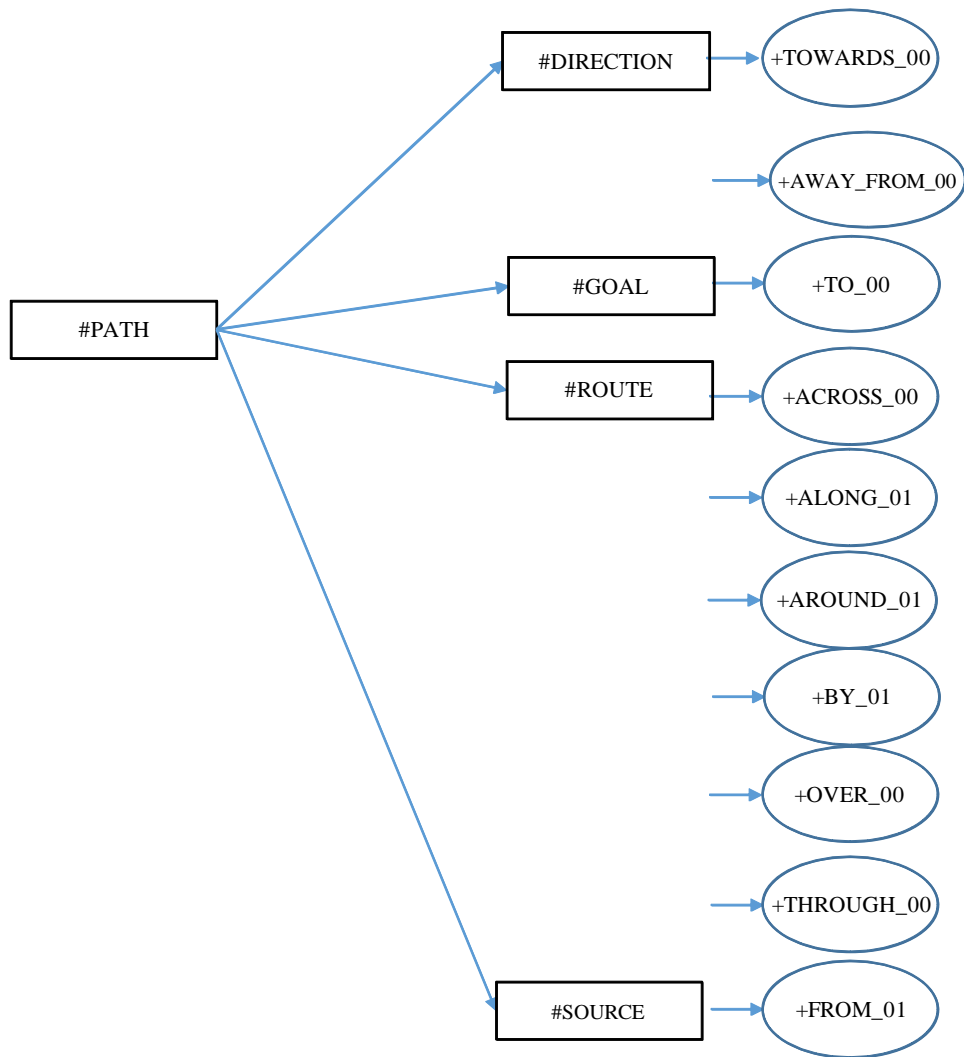 #DIRECTION
+TOWARDS_00
+AWAY_FROM_00
#GOAL
+TO_00
#PATH
#ROUTE
+ACROSS_00
+ALONG_01
+AROUND_01
+BY_01
+OVER_00
+THROUGH_00
#SOURCE
+FROM_01